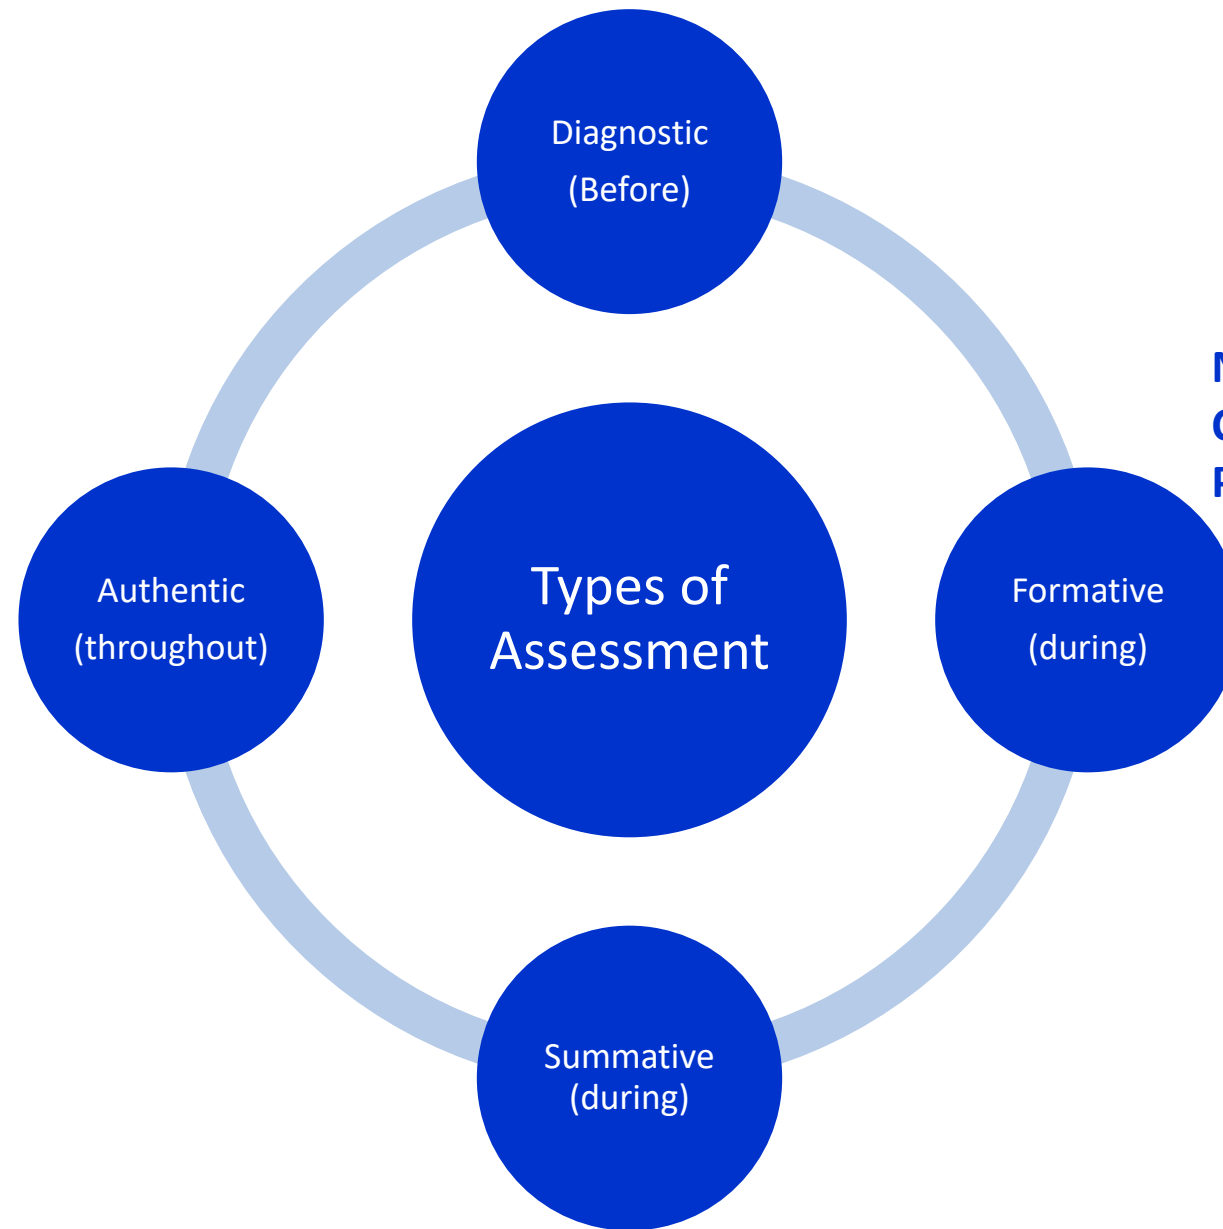 Diagnostic
(Before)
Authentic
(throughout)
Types of
Assessment
Formative
(during)
Summative
(during)